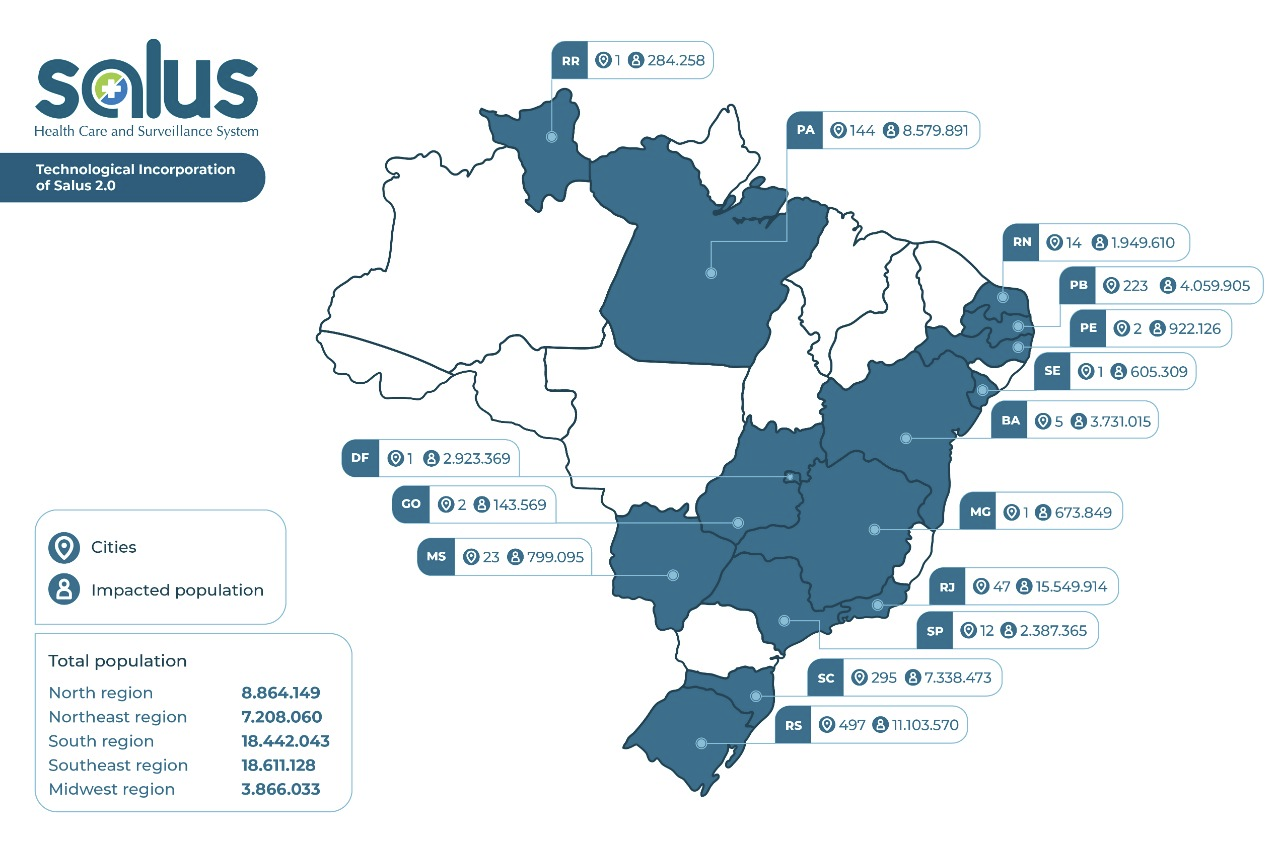 salus
Health Care and Surveillance System
Technological Incorporation
of Salus 2.0
RR 1 284.258
PA 144 8.579.891
RN 14 1.949.610
PB 223 4.059.905
PE 2 922.126
SE 1 605.309
BA 5 3.731.015
DF 1 2.923.369
GO 2 143.569
MS 23 799.095
MG 1 673.849
RJ 47 15.549.914
SP 12 2.387.365
SC 295 7.338.473
RS 497 11.103.570
Cities
Impacted population
Total population
North region 8.864.149
Northeast region 7.208.060
South region 18.442.043
Southeast region 18.611.128
Midwest region 3.866.033